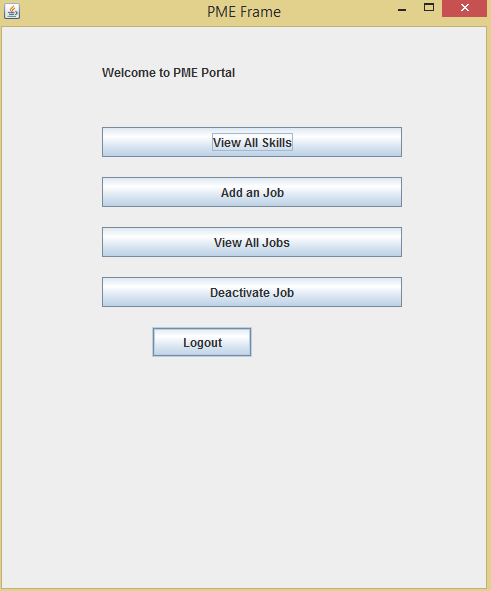 PME Frame
Welcome to PME Portal
View All Skills
Add an Job
View All Jobs
Deactivate Job
Logout